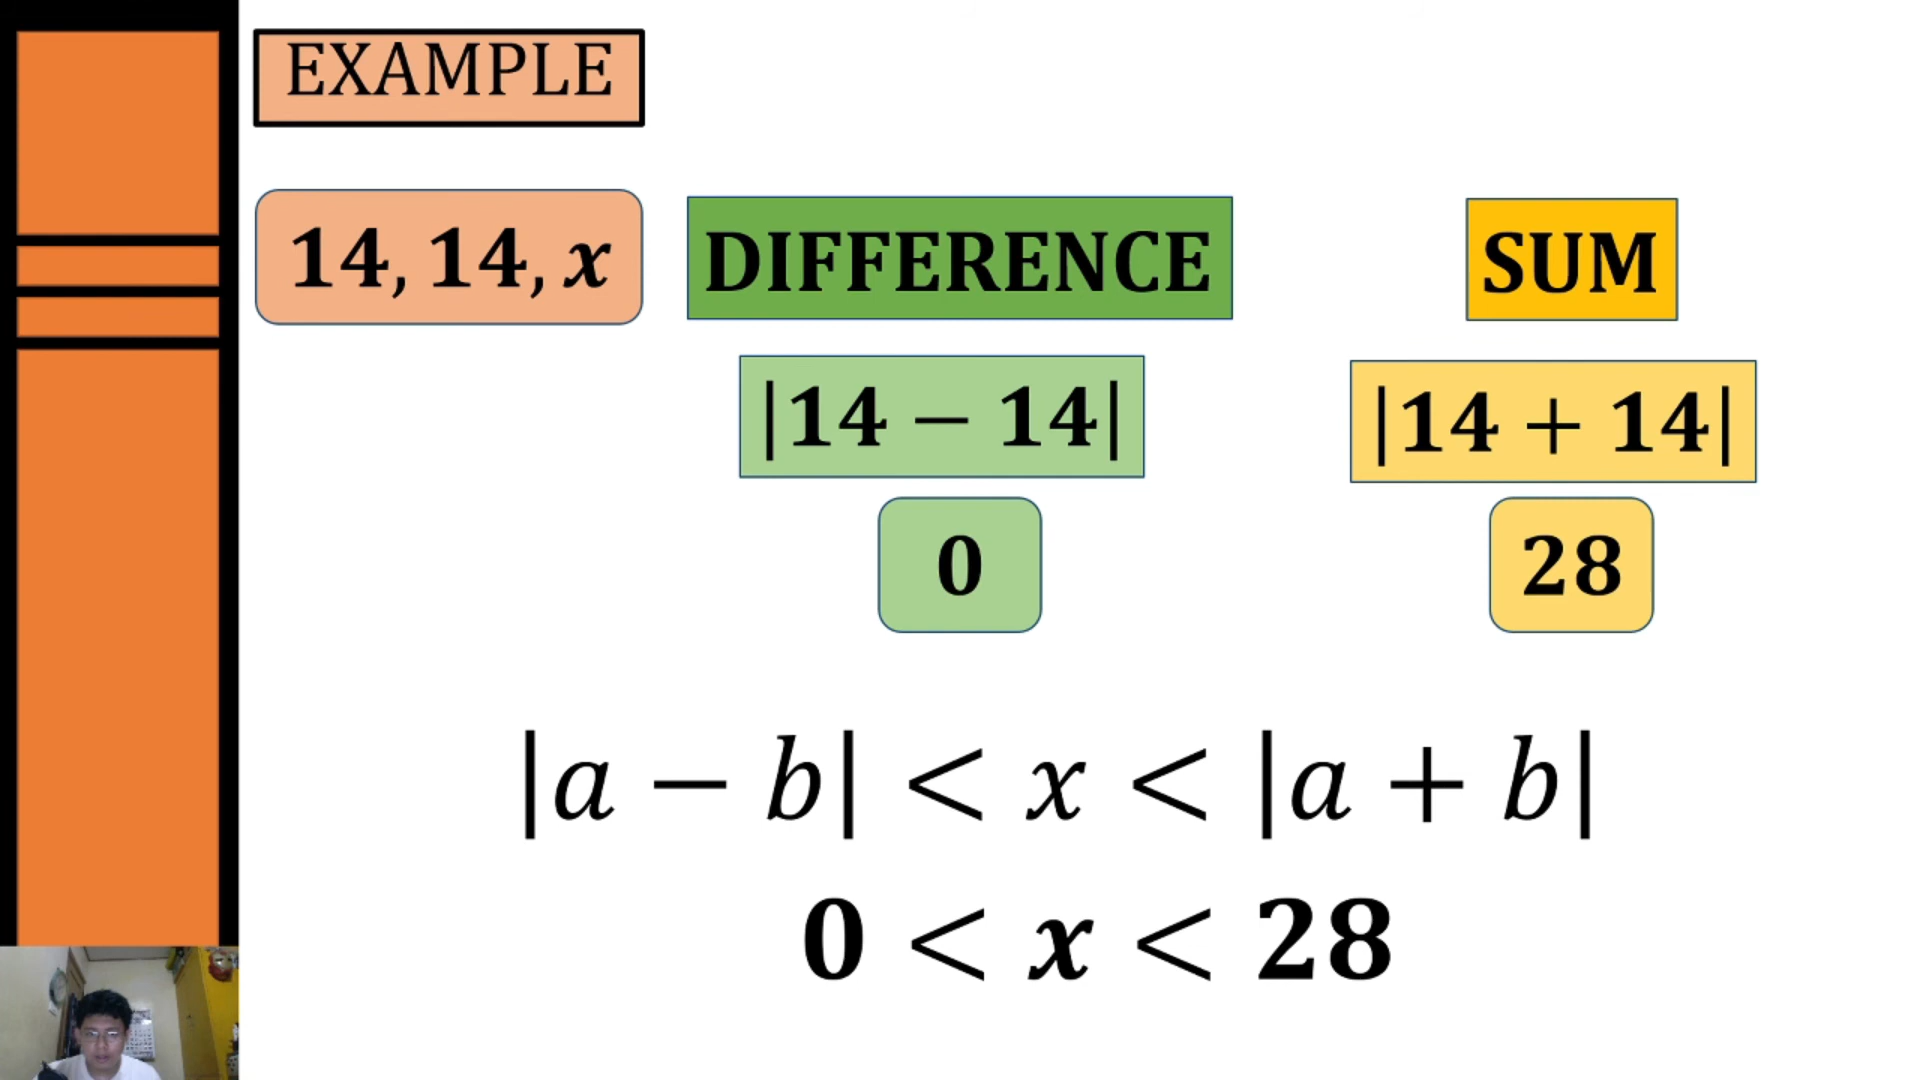 EXAMPLE
14, 14, x
DIFFERENCE
SUM
|14 − 14|
|14 + 14|
0
28
|a − b| < x < |a + b|
0 < x < 28